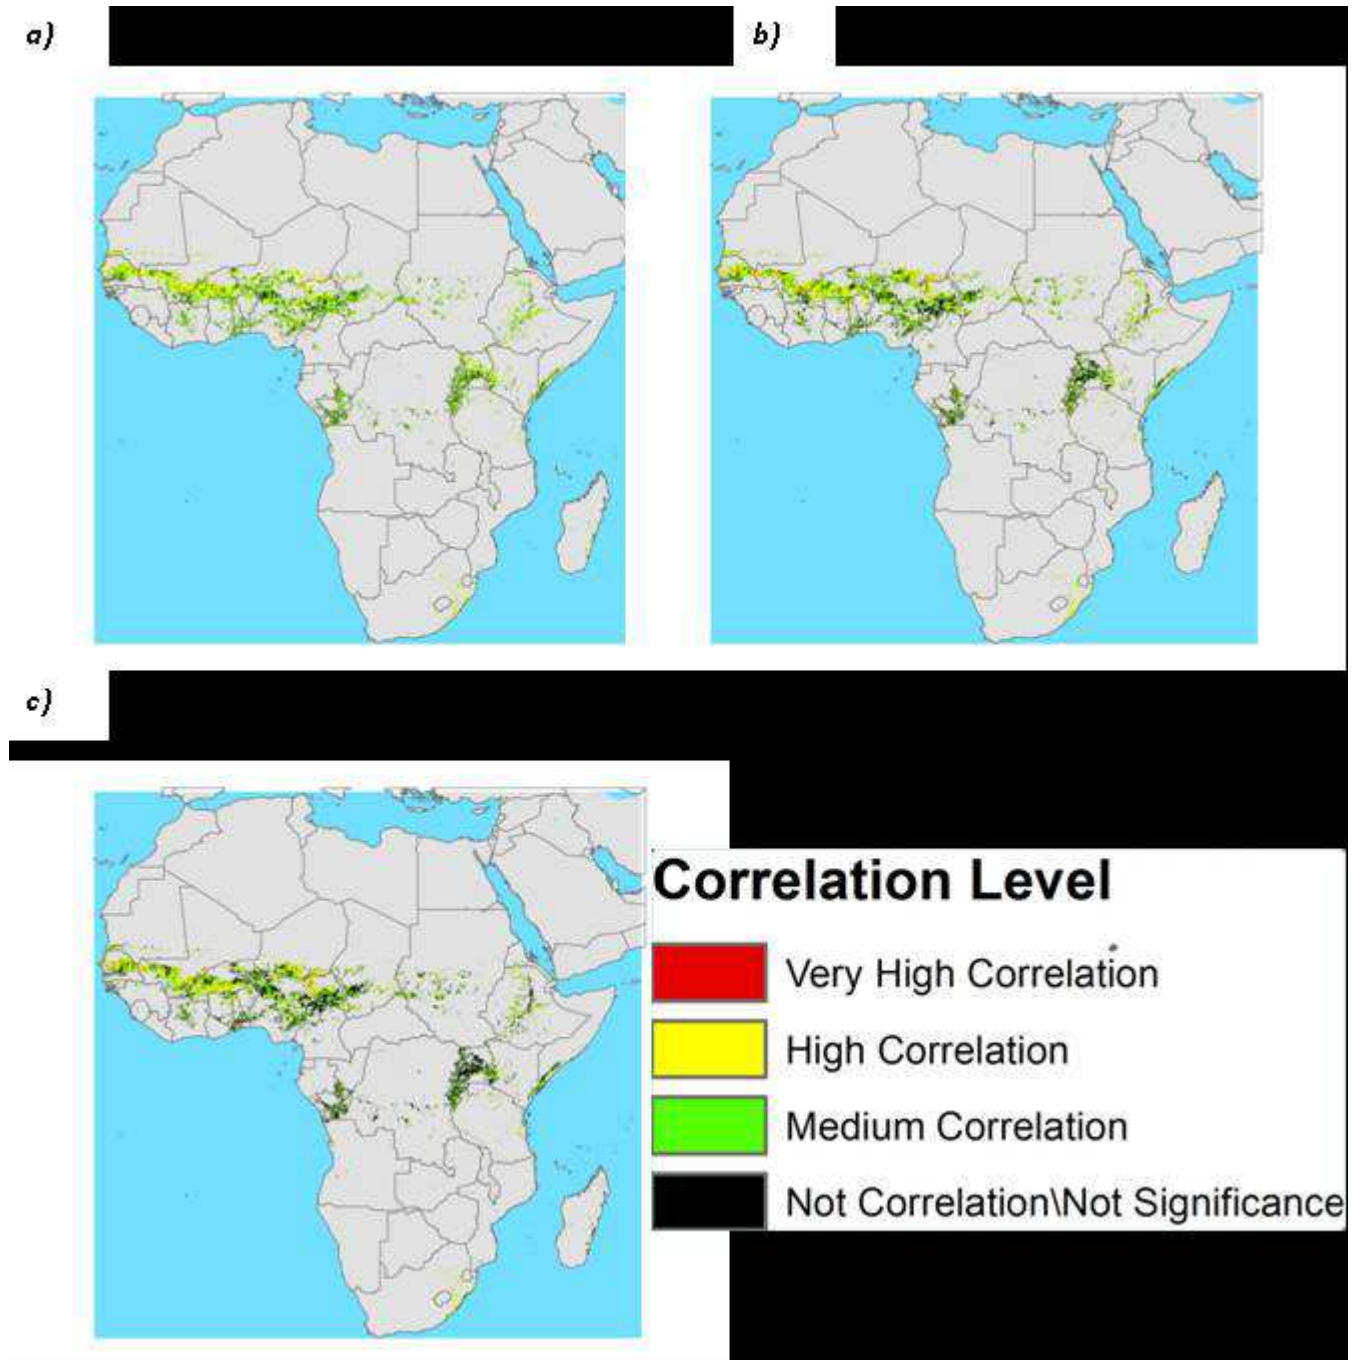 a)
b)
c)
Correlation Level
Very High Correlation
High Correlation
Medium Correlation
Not Correlation\Not Significance